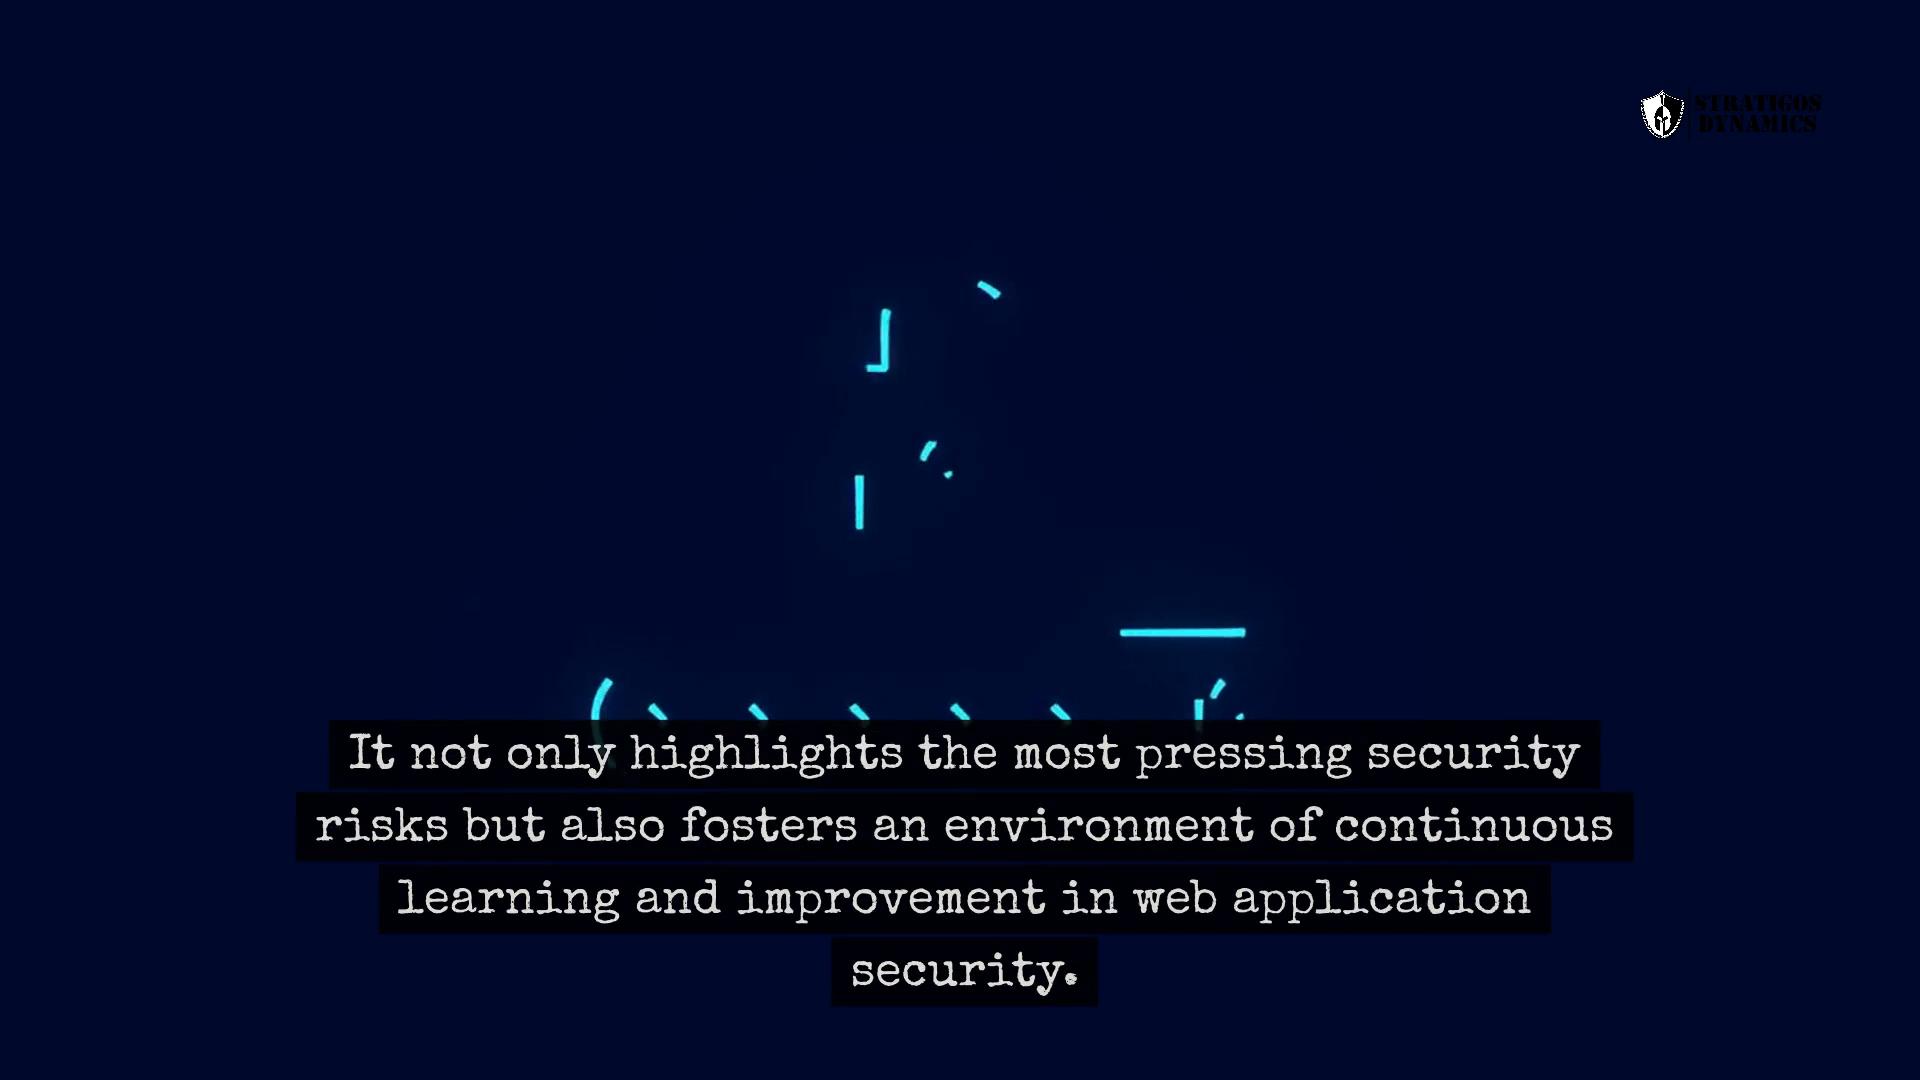 STRATIGOS
DYNAMICS
It not only highlights the most pressing security
risks but also fosters an environment of continuous
learning and improvement in web application
security.